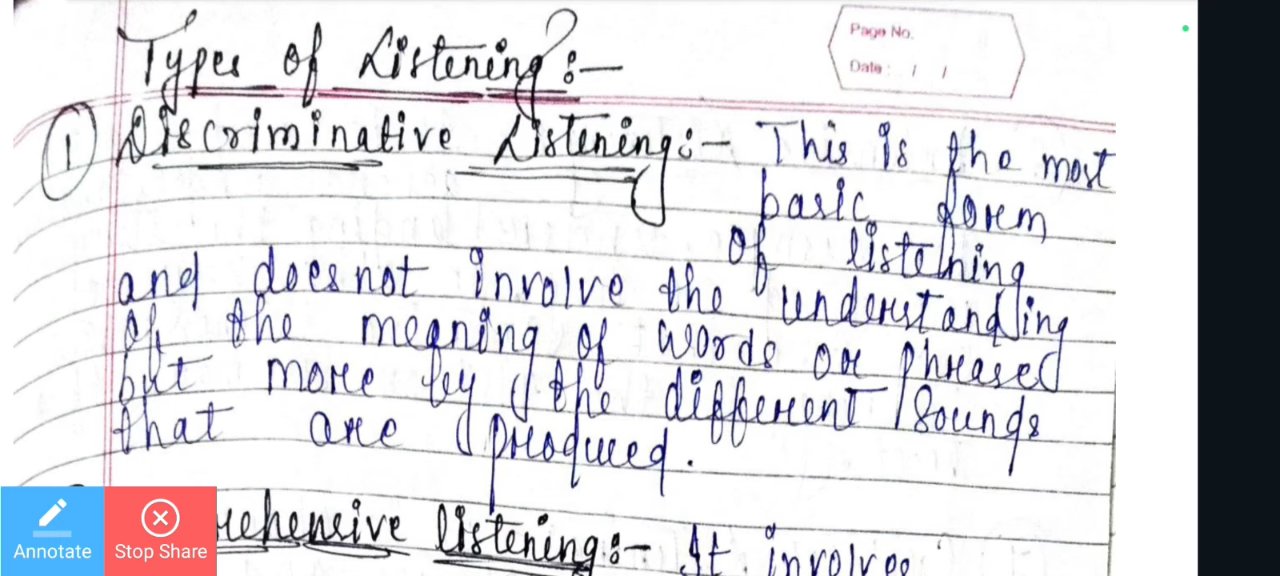 Page No.
Date : / /
Types of Listening :-
① Discriminative Listening :- This is the most
basic form
of listening
and does not involve the understanding
of the meaning of words or phrases
but more by the different sounds
that are produced.
rehensive listening :- It involves
Annotate
Stop Share